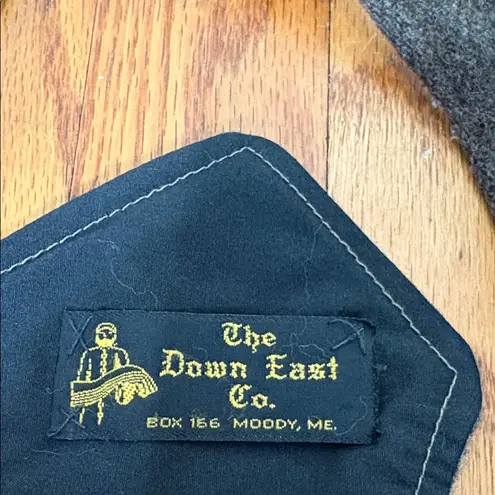 The
Down East
Co.
BOX 166 MOODY, ME.